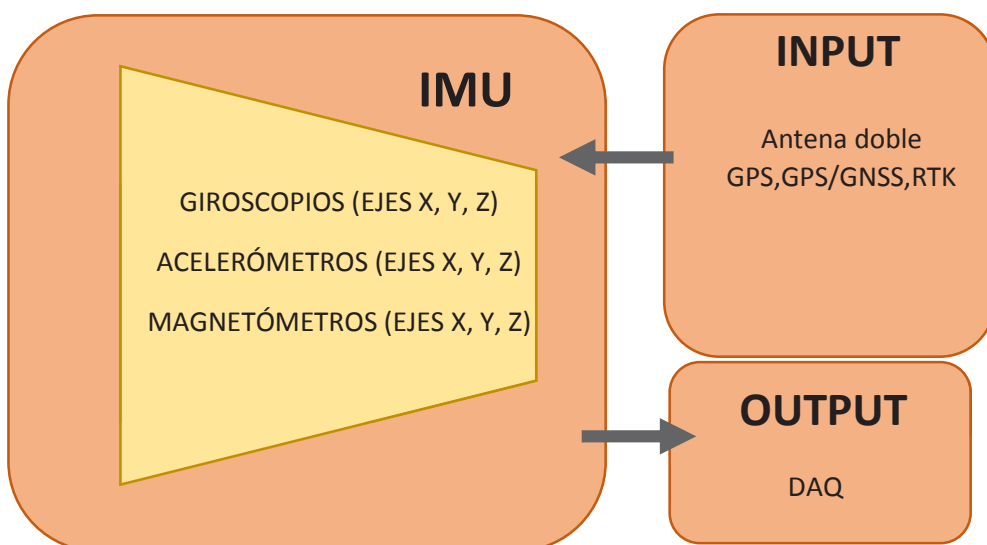 IMU
GIROSCOPIOS (EJES X, Y, Z)
ACELERÓMETROS (EJES X, Y, Z)
MAGNETÓMETROS (EJES X, Y, Z)
INPUT
Antena doble
GPS,GPS/GNSS,RTK
OUTPUT
DAQ